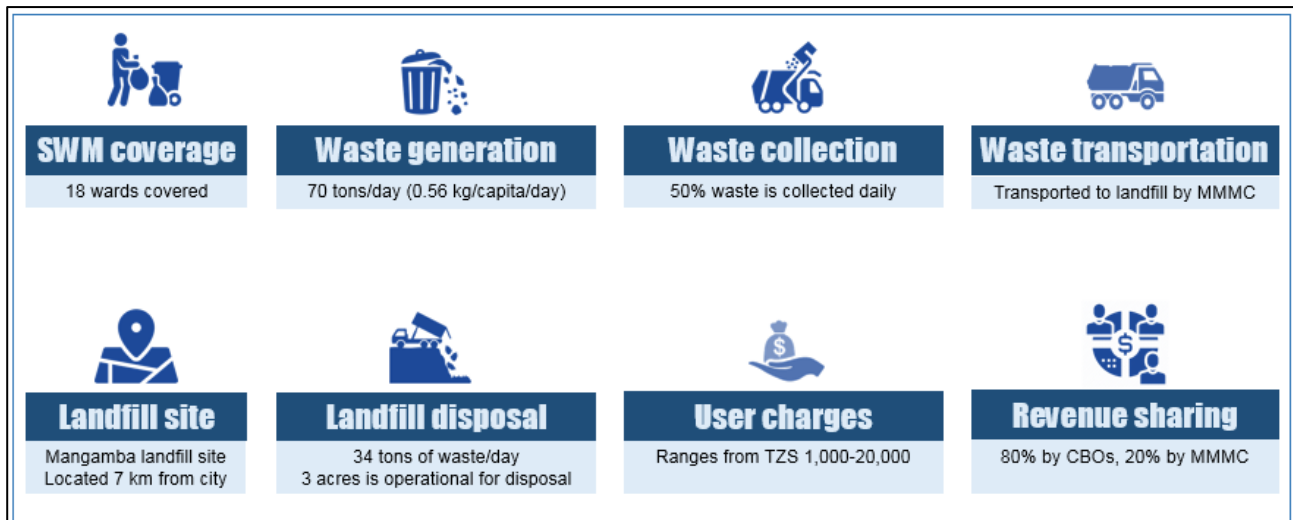 SWM coverage
18 wards covered
Waste generation
70 tons/day (0.56 kg/capita/day)
Waste collection
50% waste is collected daily
Waste transportation
Transported to landfill by MMMC
Landfill site
Mangamba landfill site
Located 7 km from city
Landfill disposal
34 tons of waste/day
3 acres is operational for disposal
$
User charges
Ranges from TZS 1,000-20,000
$
Revenue sharing
80% by CBOs, 20% by MMMC